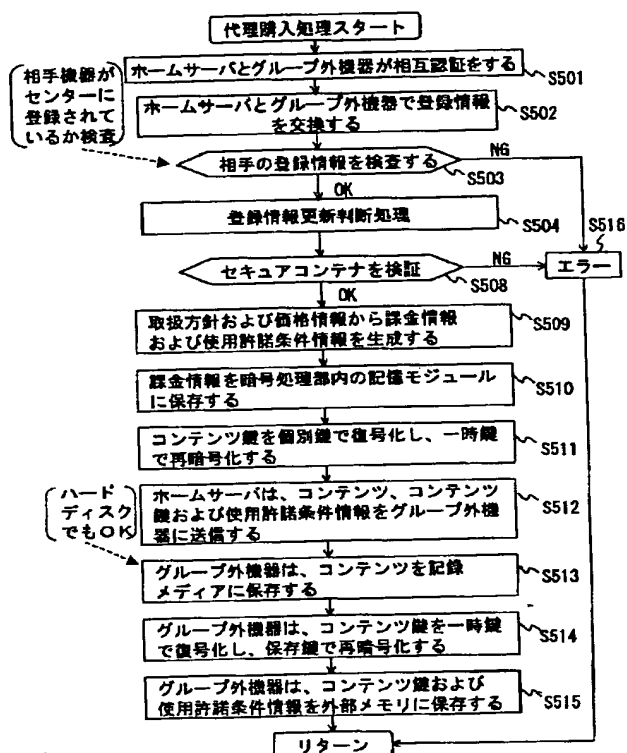 代理購入処理スタート
相手機器が
センターに
登録されて
いるか検査
ホームサーバとグループ外機器が相互認証をする
S501
ホームサーバとグループ外機器で登録情報
を交換する
S502
相手の登録情報を検査する
NG
S503
OK
登録情報更新判断処理
S504
S516
エラー
セキュアコンテナを検証
NG
S508
OK
取扱方針および価格情報から課金情報
および使用許諾条件情報を生成する
S509
課金情報を暗号処理部内の記憶モジュール
に保存する
S510
コンテンツ鍵を個別鍵で復号化し、一時鍵
で再暗号化する
S511
ハード
ディスク
でもOK
ホームサーバは、コンテンツ、コンテンツ
鍵および使用許諾条件情報をグループ外機
器に送信する
S512
グループ外機器は、コンテンツを記録
メディアに保存する
S513
グループ外機器は、コンテンツ鍵を一時鍵
で復号化し、保存鍵で再暗号化する
S514
グループ外機器は、コンテンツ鍵および
使用許諾条件情報を外部メモリに保存する
S515
リターン